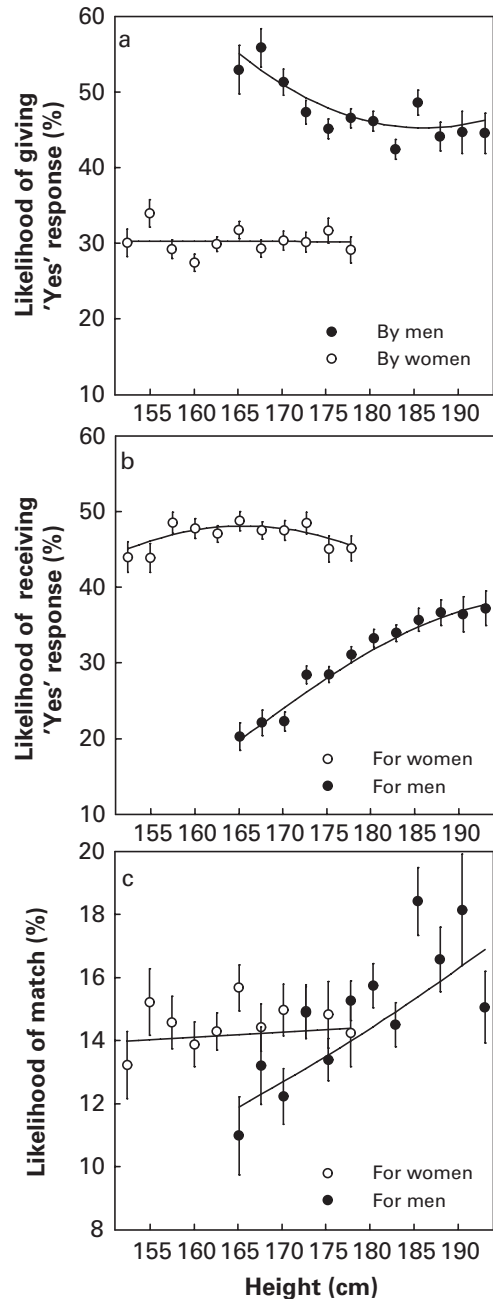 a
Likelihood of giving
'Yes' response (%)
60
50
40
30
20
10
By men
By women
155 160 165 170 175 180 185 190
b
Likelihood of receiving
'Yes' response (%)
60
50
40
30
20
10
For women
For men
155 160 165 170 175 180 185 190
c
Likelihood of match (%)
20
18
16
14
12
10
8
For women
For men
155 160 165 170 175 180 185 190
Height (cm)